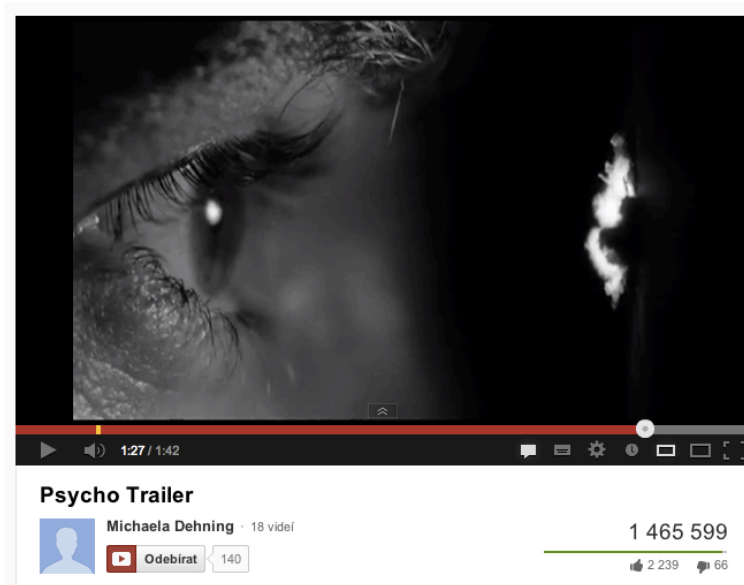 1:27 / 1:42
Psycho Trailer
Michaela Dehning · 18 videí
Odebírat 140
1 465 599
2 239 66